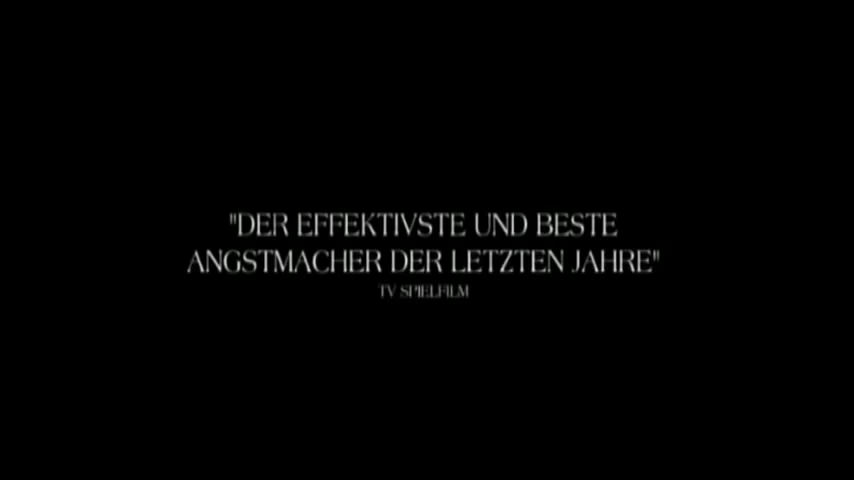 "DER EFFEKTIVSTE UND BESTE
ANGSTMACHER DER LETZTEN JAHRE"
TV SPIELFILM